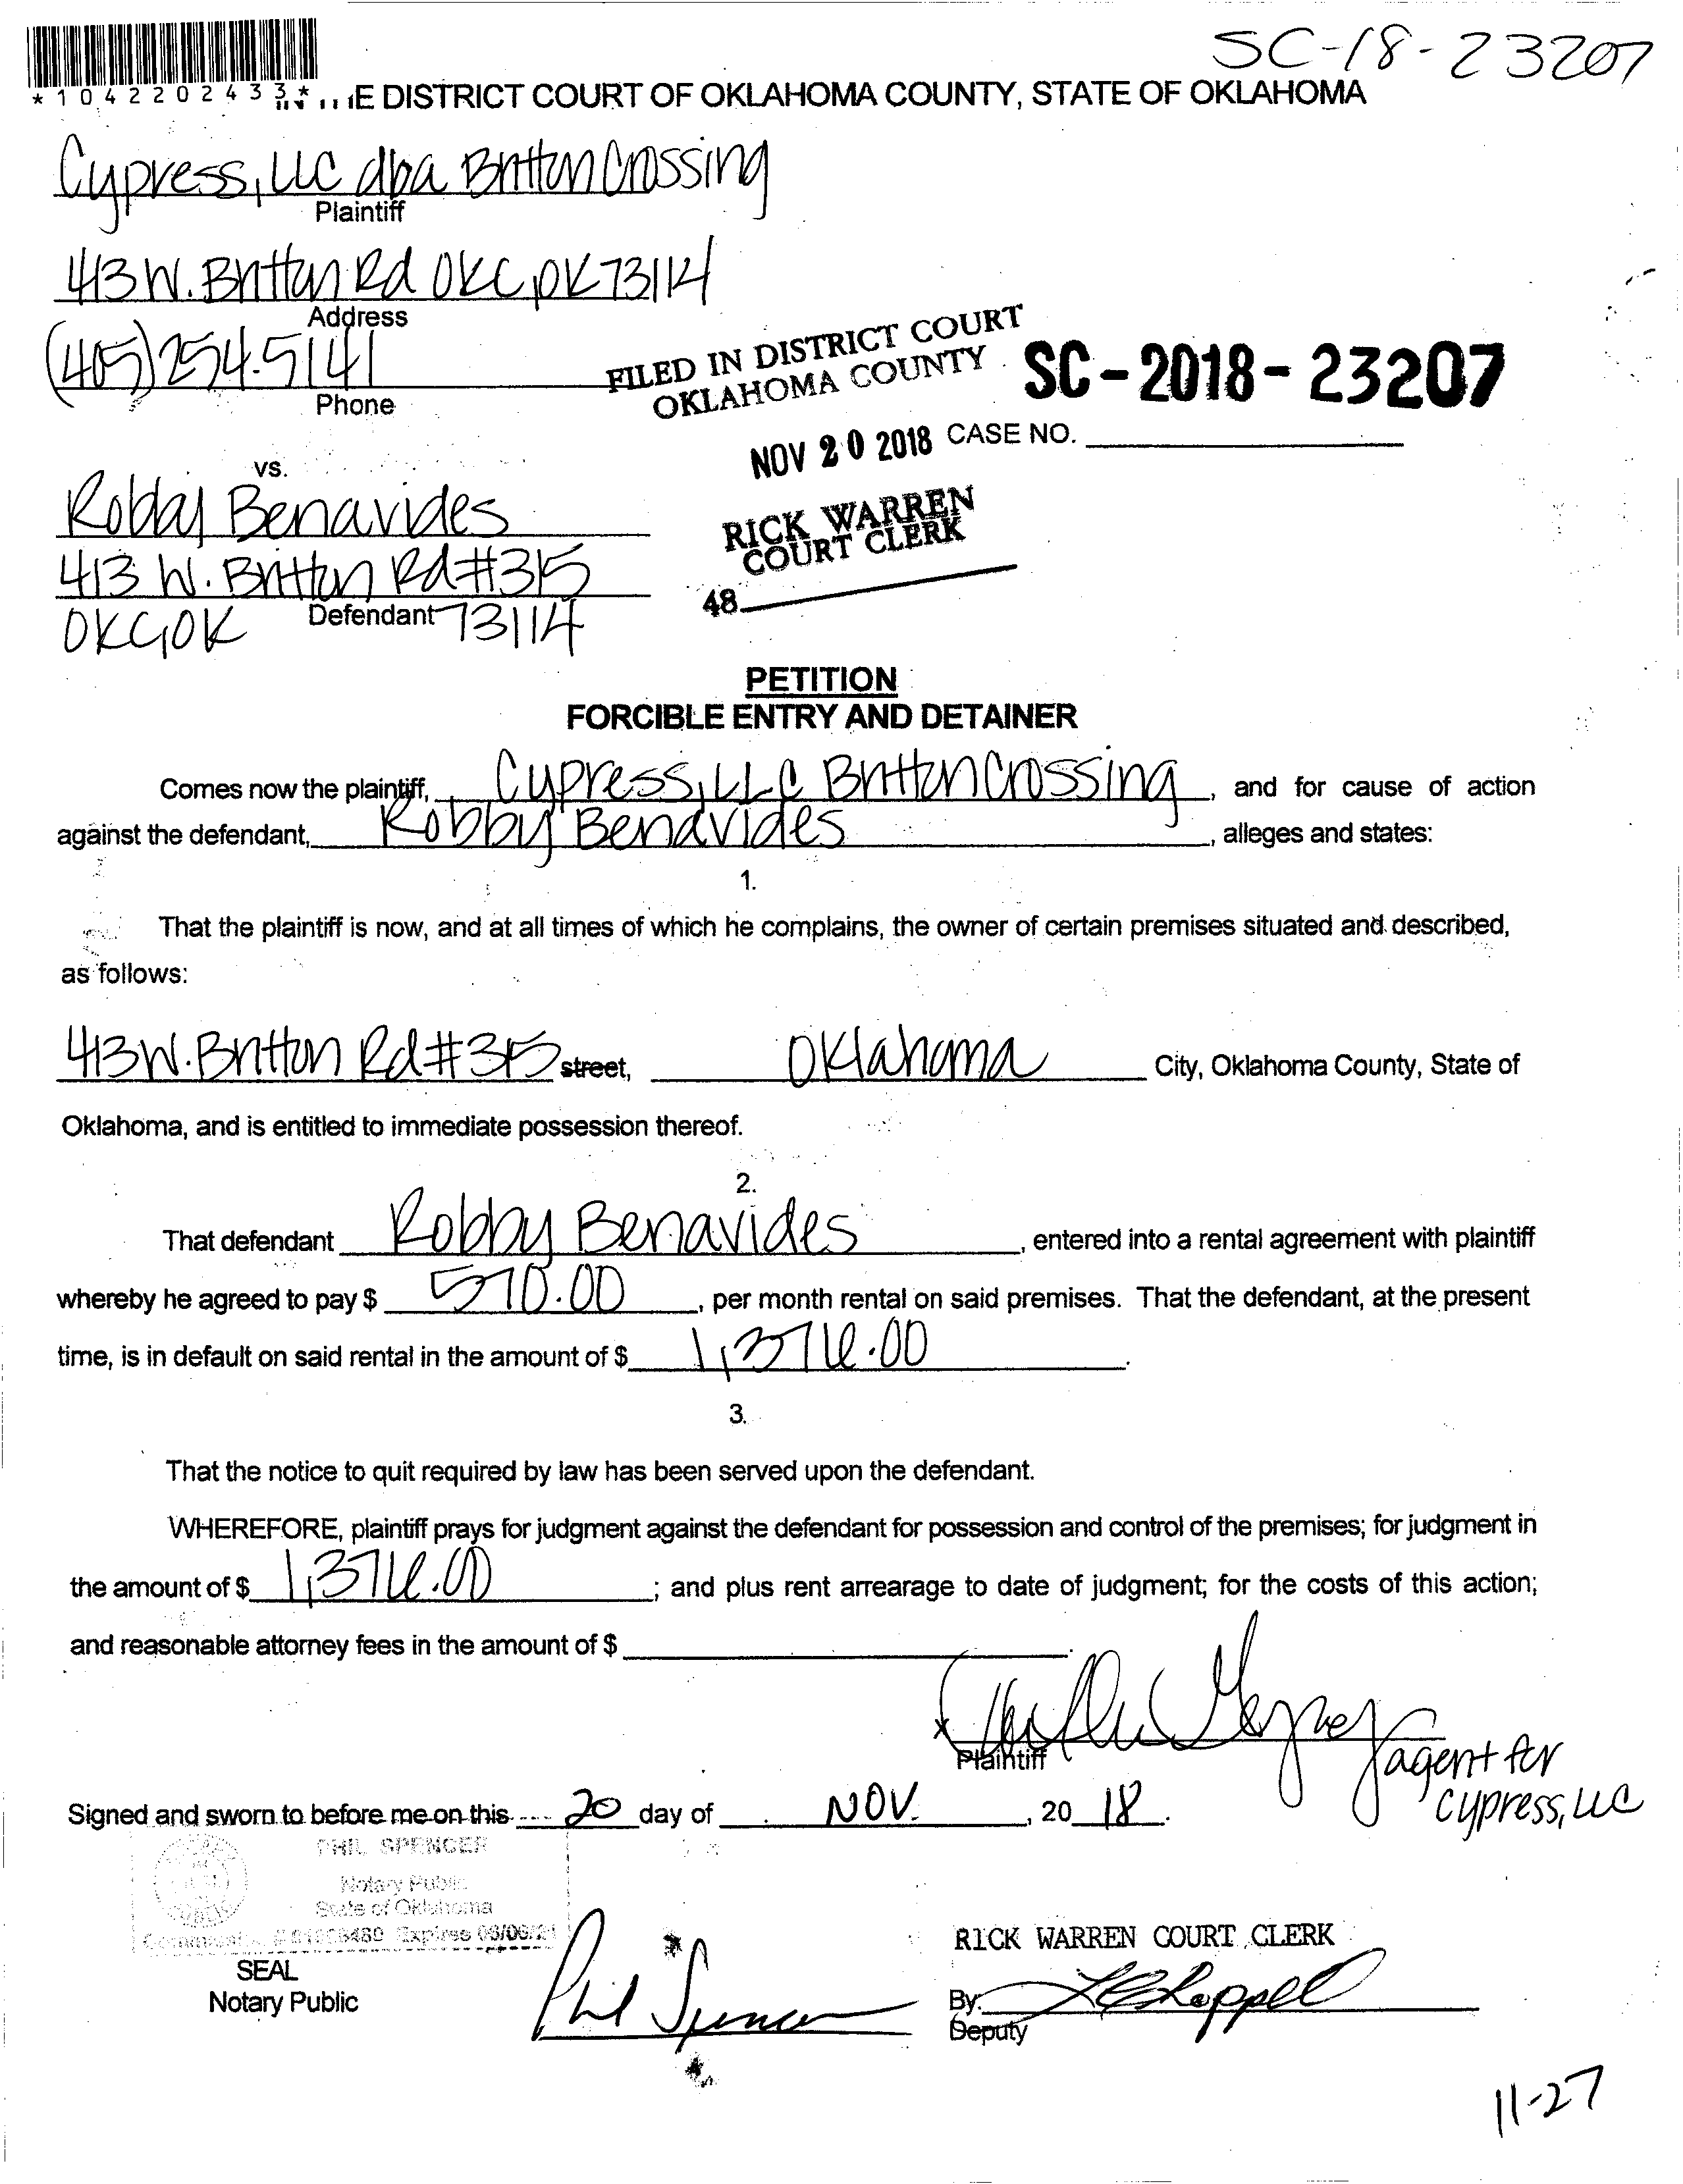 SC-18-23207
*1042202433*
E DISTRICT COURT OF OKLAHOMA COUNTY, STATE OF OKLAHOMA
Cypress, LLC dba Britton Crossing
Plaintiff
413 W. Britton Rd OKC, OK 73114
Address
(405) 254-5141
Phone
FILED IN DISTRICT COURT
OKLAHOMA COUNTY
SC-2018-23207
NOV 20 2018
CASE NO.
RICK WARREN
COURT CLERK
48
vs.
Robby Benavides
413 W. Britton Rd #315
OKC, OK Defendant 73114
PETITION
FORCIBLE ENTRY AND DETAINER
Comes now the plaintiff, Cypress, LLC Britton Crossing, and for cause of action
against the defendant, Robby Benavides, alleges and states:
1.
That the plaintiff is now, and at all times of which he complains, the owner of certain premises situated and described,
as follows:
413 W. Britton Rd #315 street, Oklahoma City, Oklahoma County, State of
Oklahoma, and is entitled to immediate possession thereof.
2.
That defendant Robby Benavides, entered into a rental agreement with plaintiff
whereby he agreed to pay $ 570.00, per month rental on said premises. That the defendant, at the present
time, is in default on said rental in the amount of $ 1,376.00.
3.
That the notice to quit required by law has been served upon the defendant.
WHEREFORE, plaintiff prays for judgment against the defendant for possession and control of the premises; for judgment in
the amount of $ 1,376.00; and plus rent arrearage to date of judgment; for the costs of this action;
and reasonable attorney fees in the amount of $
x
Plaintiff
agent for
Cypress, LLC
Signed and sworn to before me on this 20 day of NOV., 2018.
PHIL SPENCER
Notary Public
State of Oklahoma
Expires 06/06/21
SEAL
Notary Public
Phil Spencer
RICK WARREN COURT CLERK
By:
Deputy
11-27